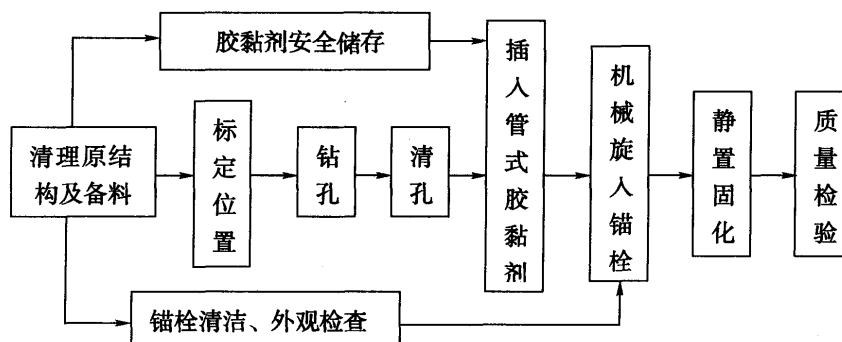 胶黏剂安全储存
清理原结
构及备料
标定位置
钻孔
清孔
插入管式胶黏剂
机械旋入锚栓
静置固化
质量检验
锚栓清洁、外观检查